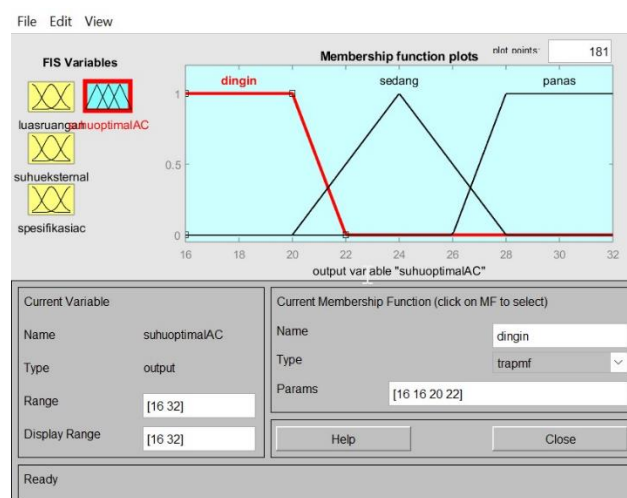 File Edit View
FIS Variables
luasruangan
suhuoptimalAC
suhueksternal
spesifikasiac
Membership function plots
plot points:
181
dingin
sedang
panas
1
0.5
0
16 18 20 22 24 26 28 30 32
output variable "suhuoptimalAC"
Current Variable
Name suhuoptimalAC
Type output
Range [16 32]
Display Range [16 32]
Current Membership Function (click on MF to select)
Name dingin
Type trapmf
Params [16 16 20 22]
Help Close
Ready